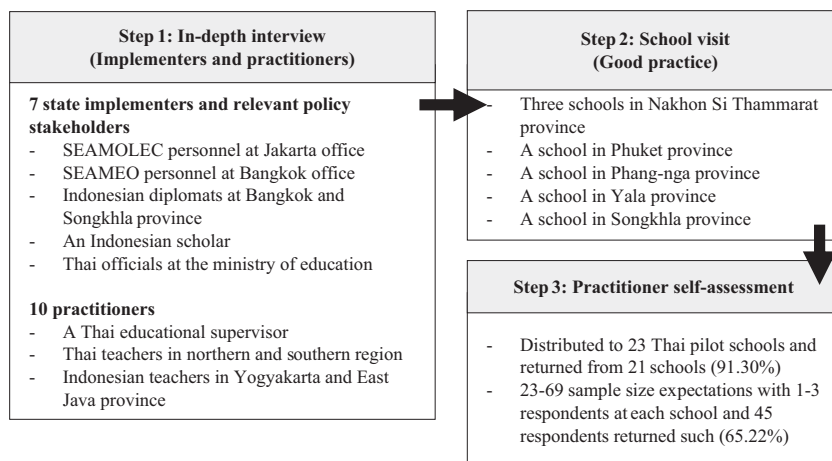 Step 1: In-depth interview
(Implementers and practitioners)
7 state implementers and relevant policy
stakeholders
- SEAMOLEC personnel at Jakarta office
- SEAMEO personnel at Bangkok office
- Indonesian diplomats at Bangkok and
Songkhla province
- An Indonesian scholar
- Thai officials at the ministry of education
10 practitioners
- A Thai educational supervisor
- Thai teachers in northern and southern region
- Indonesian teachers in Yogyakarta and East
Java province
Step 2: School visit
(Good practice)
- Three schools in Nakhon Si Thammarat
province
- A school in Phuket province
- A school in Phang-nga province
- A school in Yala province
- A school in Songkhla province
Step 3: Practitioner self-assessment
- Distributed to 23 Thai pilot schools and
returned from 21 schools (91.30%)
- 23-69 sample size expectations with 1-3
respondents at each school and 45
respondents returned such (65.22%)